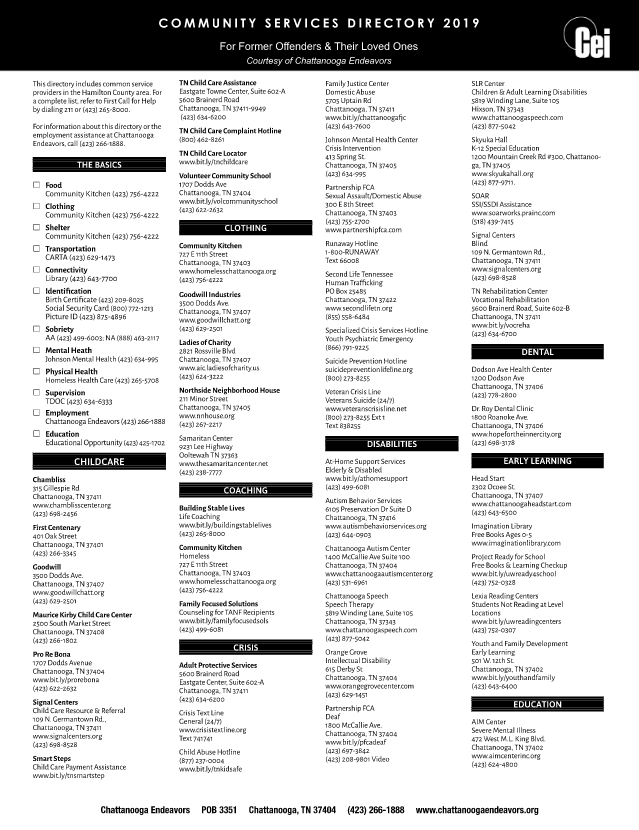 COMMUNITY SERVICES DIRECTORY 2019
For Former Offenders & Their Loved Ones
Courtesy of Chattanooga Endeavors
Cei
This directory includes common service
providers in the Hamilton County area. For
a complete list, refer to First Call for Help
by dialing 211 or (423) 265-8000.
For information about this directory or the
employment assistance at Chattanooga
Endeavors, call (423) 266-1888.
THE BASICS
Food
Community Kitchen (423) 756-4222
Clothing
Community Kitchen (423) 756-4222
Shelter
Community Kitchen (423) 756-4222
Transportation
CARTA (423) 629-1473
Connectivity
Library (423) 643-7700
Identification
Birth Certificate (423) 209-8025
Social Security Card (800) 772-1213
Picture ID (875-4896
Sobriety
AA (423) 499-6003; NA (888) 463-2117
Mental Heath
Johnson Mental Health (423) 634-995
Physical Health
Homeless Health Care (423) 265-5708
Supervision
TDOC (423) 634-6333
Employment
Chattanooga Endeavors (423) 266-1888
Education
Educational Opportunity (423) 425-1702
CHILDCARE
Chambliss
315 Gillespie Rd
Chattanooga, TN 37411
www.chamblisscenter.org
(423) 698-2456
First Centenary
401 Oak Street
Chattanooga, TN 37401
(423) 266-3345
Goodwill
3500 Dodds Ave.
Chattanooga, TN 37407
www.goodwillchatt.org
(423) 629-2501
Maurice Kirby Child Care Center
2500 South Market Street
Chattanooga, TN 37408
(423) 266-1802
Pro Re Bona
1707 Dodds Avenue
Chattanooga, TN 37404
www.bit.ly/prorebona
(423) 622-2632
Signal Centers
Child Care Resource & Referral
109 N. Germantown Rd.,
Chattanooga, TN 37411
www.signalcenters.org
(423) 698-8528
Smart Steps
Child Care Payment Assistance
www.bit.ly/tnsmartstep
TN Child Care Assistance
Eastgate Towne Center, Suite 602-A
5600 Brainerd Road
Chattanooga, TN 37411-9949
(423) 634-6200
TN Child Care Complaint Hotline
(800) 462-8261
TN Child Care Locator
www.bit.ly/tnchildcare
Volunteer Community School
1707 Dodds Ave
Chattanooga, TN 37404
www.bit.ly/volcommunityschool
(423) 622-2632
CLOTHING
Community Kitchen
727 E 11th Street
Chattanooga, TN 37403
www.homelesschattanooga.org
(423) 756-4222
Goodwill Industries
3500 Dodds Ave.
Chattanooga, TN 37407
www.goodwillchatt.org
(423) 629-2501
Ladies of Charity
2821 Rossville Blvd
Chattanooga, TN 37407
www.aic.ladiesofcharity.us
(423) 624-3222
Northside Neighborhood House
211 Minor Street
Chattanooga, TN 37405
www.nnhouse.org
(423) 267-2217
Samaritan Center
9231 Lee Highway
Ooltewah TN 37363
www.thesamaritancenter.net
(423) 238-7777
COACHING
Building Stable Lives
Life Coaching
www.bit.ly/buildingstablelives
(423) 265-8000
Community Kitchen
Homeless
727 E 11th Street
Chattanooga, TN 37403
www.homelesschattanooga.org
(423) 756-4222
Family Focused Solutions
Counseling for TANF Recipients
www.bit.ly/familyfocusedsols
(423) 499-6081
CRISIS
Adult Protective Services
5600 Brainerd Road
Eastgate Center, Suite 602-A
Chattanooga, TN 37411
(423) 634-6200
Crisis Text Line
General (24/7)
www.crisistextline.org
Text 741741
Child Abuse Hotline
(877) 237-0004
www.bit.ly/tnkidsafe
Family Justice Center
Domestic Abuse
5705 Uptain Rd
Chattanooga, TN 37411
www.bit.ly/chattanoogafjc
(423) 643-7600
Johnson Mental Health Center
Crisis Intervention
413 Spring St.
Chattanooga, TN 37405
(423) 634-995
Partnership FCA
Sexual Assault/Domestic Abuse
300 E 8th Street
Chattanooga, TN 37403
(423) 755-2700
www.partnershipfca.com
Runaway Hotline
1-800-RUNAWAY
Text 66008
Second Life Tennessee
Human Trafficking
PO Box 25485
Chattanooga, TN 37422
www.secondlifetn.org
(855) 558-6484
Specialized Crisis Services Hotline
Youth Psychiatric Emergency
(866) 791-9225
Suicide Prevention Hotline
suicidepreventionlifeline.org
(800) 273-8255
Veteran Crisis Line
Veterans Suicide (24/7)
www.veteranscrisisline.net
(800) 273-8255 Ext 1
Text 838255
DISABILITIES
At-Home Support Services
Elderly & Disabled
www.bit.ly/athomesupport
(423) 499-6081
Autism Behavior Services
6105 Preservation Dr Suite D
Chattanooga, TN 37416
www.autismbehaviorservices.org
(423) 644-0903
Chattanooga Autism Center
1400 McCallie Ave Suite 100
Chattanooga, TN 37404
www.chattanoogaautismcenter.org
(423) 531-6961
Chattanooga Speech
Speech Therapy
5819 Winding Lane, Suite 105
Chattanooga, TN 37343
www.chattanoogaspeech.com
(423) 877-5042
Orange Grove
Intellectual Disability
615 Derby St
Chattanooga, TN 37404
www.orangegrovecenter.com
(423) 629-1451
Partnership FCA
Deaf
1800 McCallie Ave.
Chattanooga, TN 37404
www.bit.ly/pfcadeaf
(423) 697-3842
(423) 208-9801 Video
SLR Censer
Children & Adult Learning Disabilities
5819 Winding Lane, Suite 105
Hixson, TN 37343
www.chattanoogaspeech.com
(423) 877-5042
Skyuka Hall
K-12 Special Education
1200 Mountain Creek Rd #300, Chattanoo-
ga, TN 37405
www.skyukahall.org
(423) 877-9711.
SOAR
SSI/SSDI Assistance
www.soarworks.prainc.com
(518) 439-7415
Signal Centers
Blind
109 N. Germantown Rd.,
Chattanooga, TN 37411
www.signalcenters.org
(423) 698-8528
TN Rehabilitation Center
Vocational Rehabilitation
5600 Brainerd Road, Suite 602-B
Chattanooga, TN 37411
www.bit.ly/vocreha
(423) 634-6700
DENTAL
Dodson Ave Health Center
1200 Dodson Ave
Chattanooga, TN 37406
(423) 778-2800
Dr. Roy Dental Clinic
1800 Roanoke Ave.
Chattanooga, TN 37406
www.hopefortheinnercity.org
(423) 698-3178
EARLY LEARNING
Head Start
2302 Ocoee St.
Chattanooga, TN 37407
www.chattanoogaheadstart.com
(423) 643-6500
Imagination Library
Free Books Ages 0-5
www.imaginationlibrary.com
Project Ready for School
Free Books & Learning Checkup
www.bit.ly/uwreadyaschool
(423) 752-0328
Lexia Reading Centers
Students Not Reading at Level
Locations
www.bit.ly/uwreadingcenters
(423) 752-0307
Youth and Family Development
Early Learning
501 W. 12th St.
Chattanooga, TN 37402
www.bit.ly/youthandfamily
(423) 643-6400
EDUCATION
AIM Center
Severe Mental Illness
472 West M.L. King Blvd.
Chattanooga, TN 37402
www.aimcenterinc.org
(423) 624-4800
Chattanooga Endeavors POB 3351 Chattanooga, TN 37404 (423) 266-1888 www.chattanoogaendeavors.org